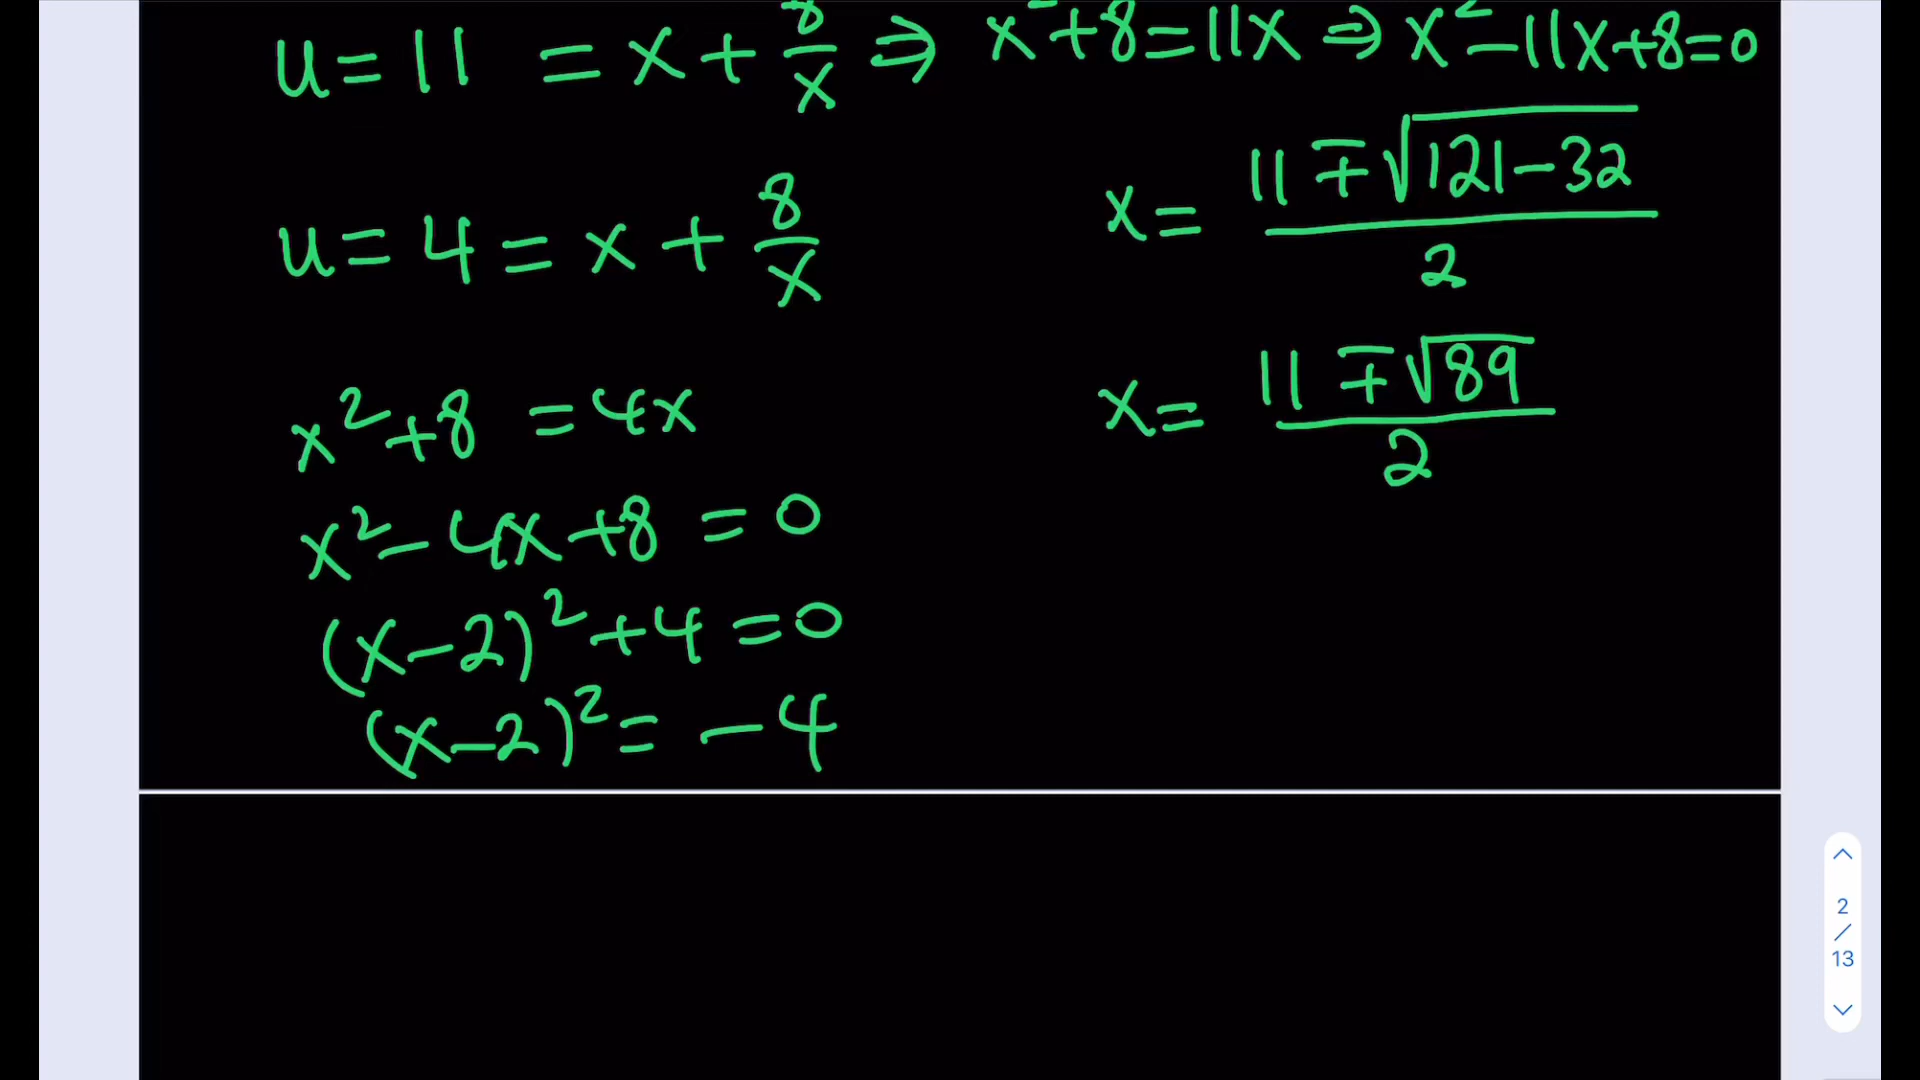 u = 11 = x + 8/x ⇒ x² + 8 = 11x ⇒ x² - 11x + 8 = 0
x = (11 ∓ √(121 - 32))/2
u = 4 = x + 8/x
x = (11 ∓ √89)/2
x² + 8 = 4x
x² - 4x + 8 = 0
(x - 2)² + 4 = 0
(x - 2)² = - 4
2
/
13